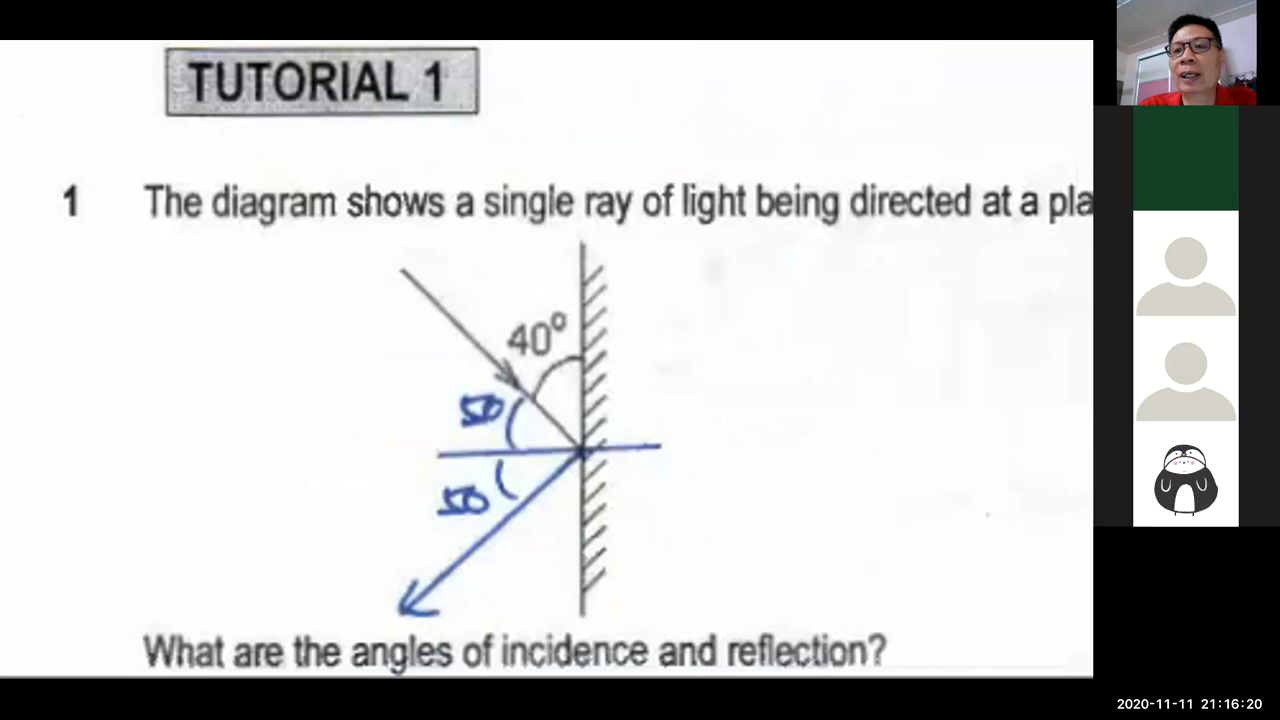 TUTORIAL 1
1 The diagram shows a single ray of light being directed at a pla
40º
50
50
What are the angles of incidence and reflection?
2020-11-11 21:16:20